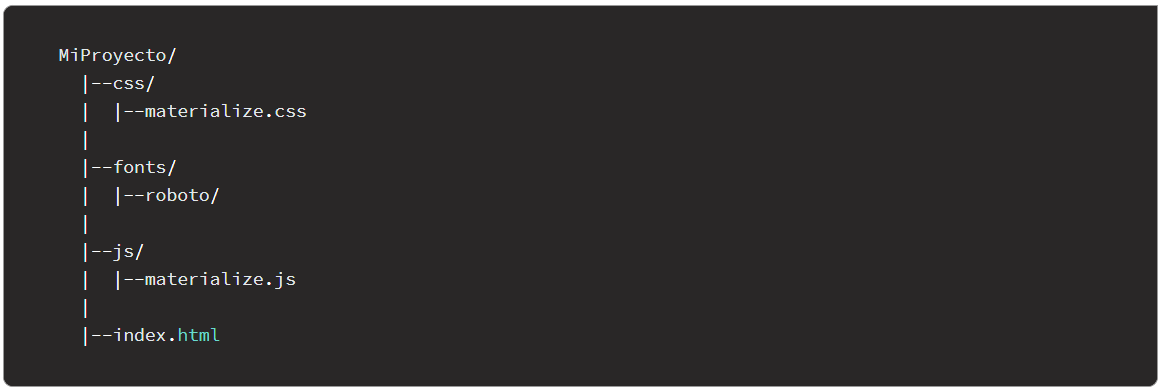 MiProyecto/
  |--css/
  |  |--materialize.css
  |
  |--fonts/
  |  |--roboto/
  |
  |--js/
  |  |--materialize.js
  |
  |--index.html